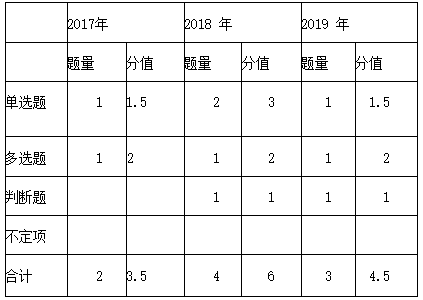 2017年 2018 年 2019 年
题量 分值 题量 分值 题量 分值
单选题 1 1.5 2 3 1 1.5
多选题 1 2 1 2 1 2
判断题 1 1 1 1
不定项
合计 2 3.5 4 6 3 4.5